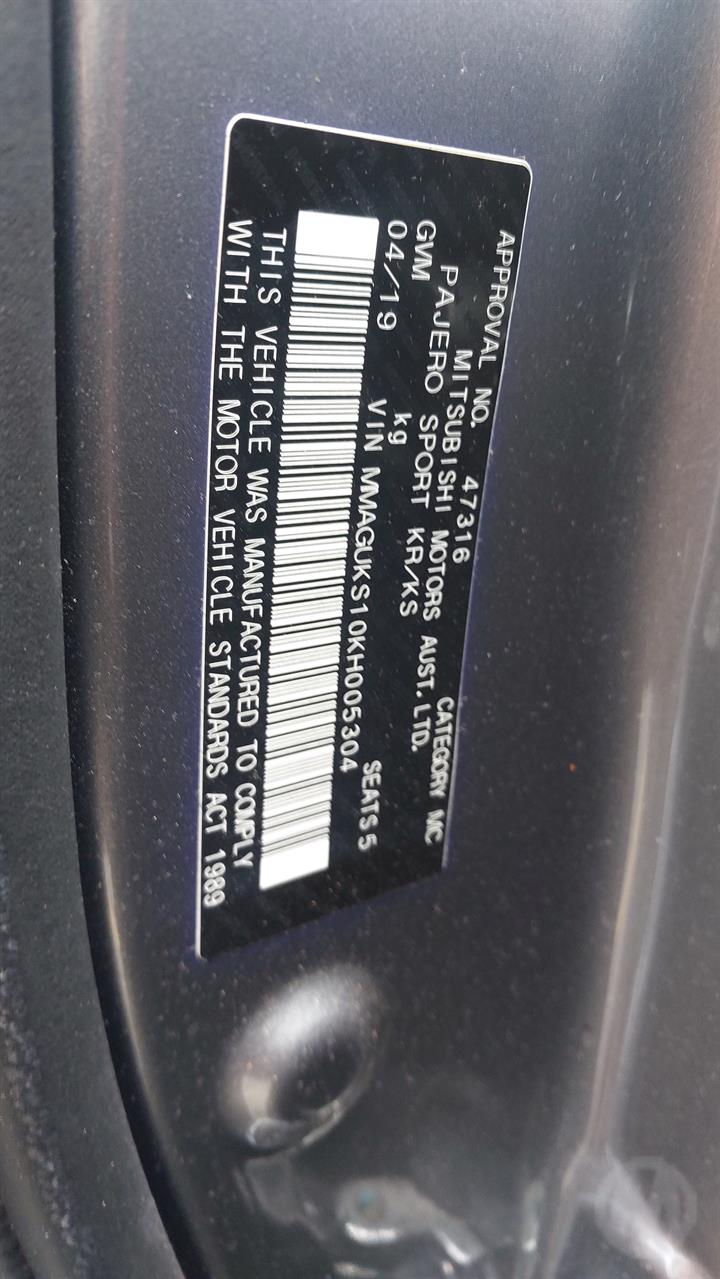 APPROVAL NO. 47316 CATEGORY MC
MITSUBISHI MOTORS AUST. LTD.
PAJERO SPORT KR/KS
GVM kg SEATS 5
04/19 VIN MMAGUKS10KH005304
THIS VEHICLE WAS MANUFACTURED TO COMPLY
WITH THE MOTOR VEHICLE STANDARDS ACT 1989